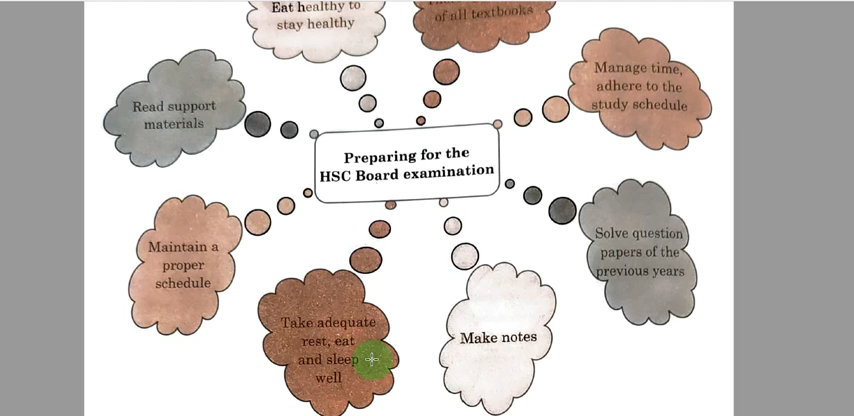 Eat healthy to
stay healthy
of all textbooks
Read support
materials
Manage time,
adhere to the
study schedule
Preparing for the
HSC Board examination
Maintain a
proper
schedule
Solve question
papers of the
previous years
Take adequate
rest, eat
and sleep
well
Make notes